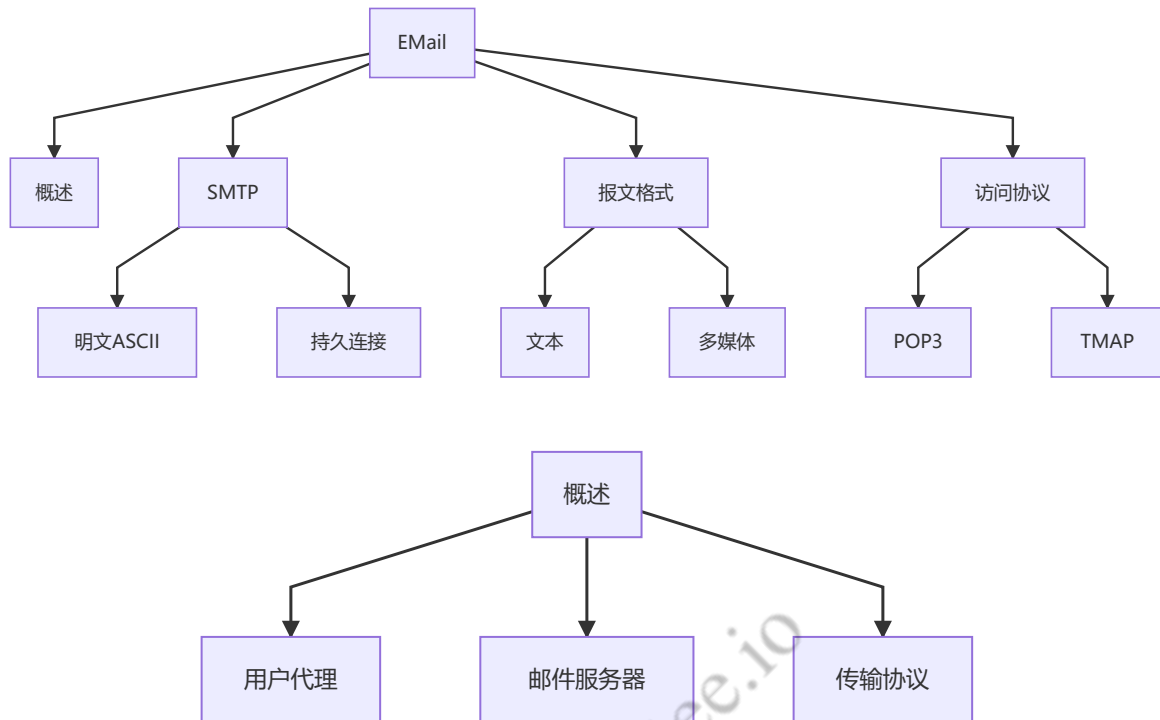 EMail
概述
SMTP
报文格式
访问协议
明文ASCII
持久连接
文本
多媒体
POP3
TMAP
概述
用户代理
邮件服务器
传输协议
ee.io